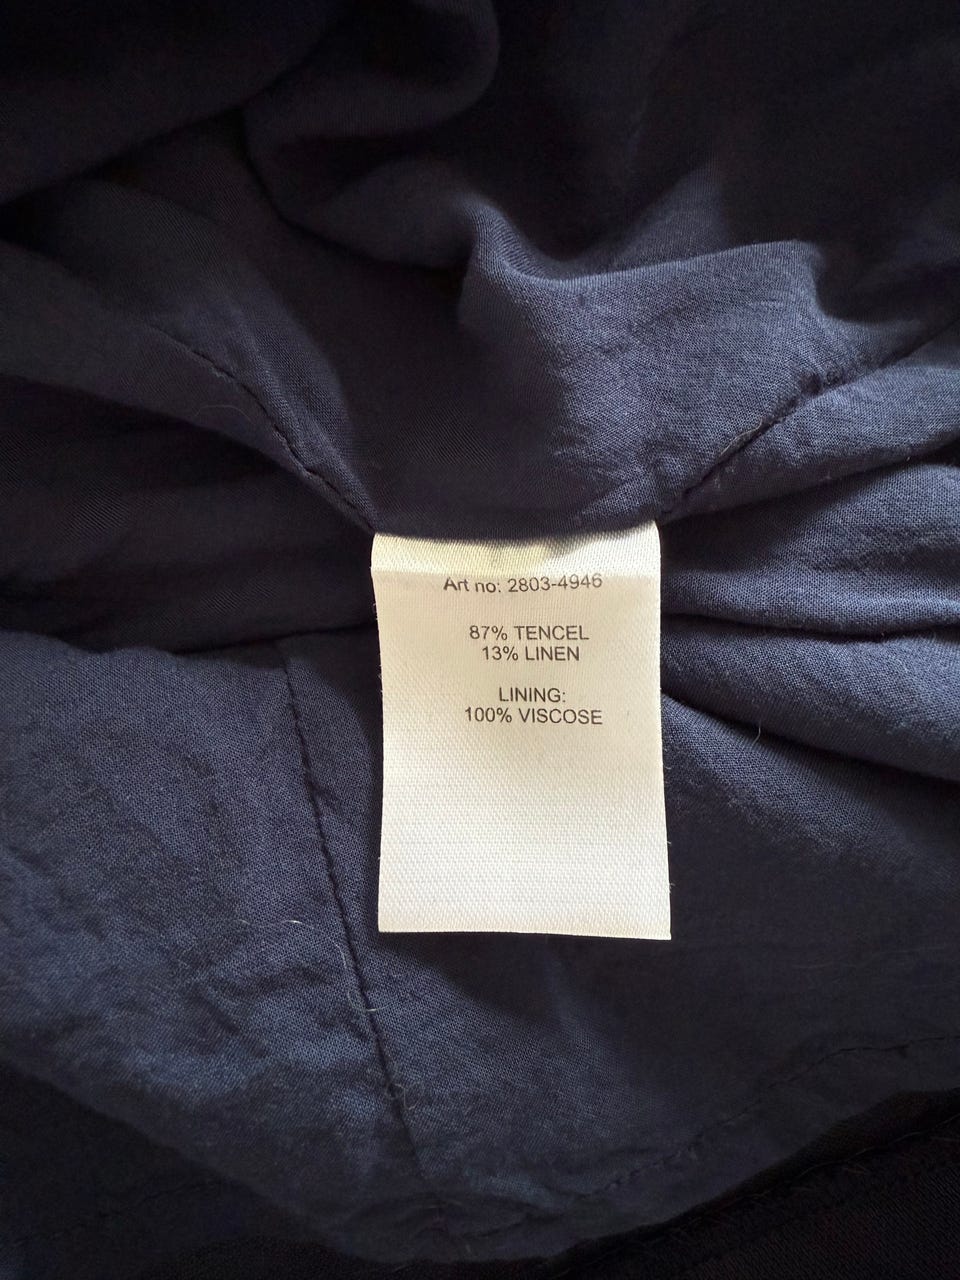 Art no: 2803-4946
87% TENCEL
13% LINEN
LINING:
100% VISCOSE